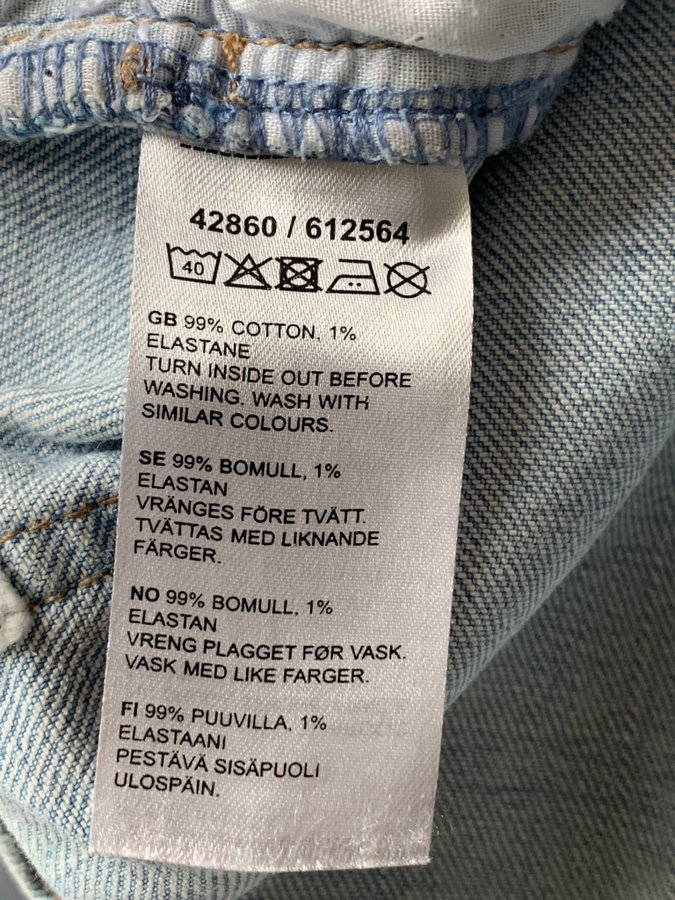 42860 / 612564
40
GB 99% COTTON, 1%
ELASTANE
TURN INSIDE OUT BEFORE
WASHING. WASH WITH
SIMILAR COLOURS.
SE 99% BOMULL, 1%
ELASTAN
VRÄNGES FÖRE TVÄTT.
TVÄTTAS MED LIKNANDE
FÄRGER.
NO 99% BOMULL, 1%
ELASTAN
VRENG PLAGGET FØR VASK.
VASK MED LIKE FARGER.
FI 99% PUUVILLA, 1%
ELASTAANI
PESTÄVÄ SISÄPUOLI
ULOSPÄIN.